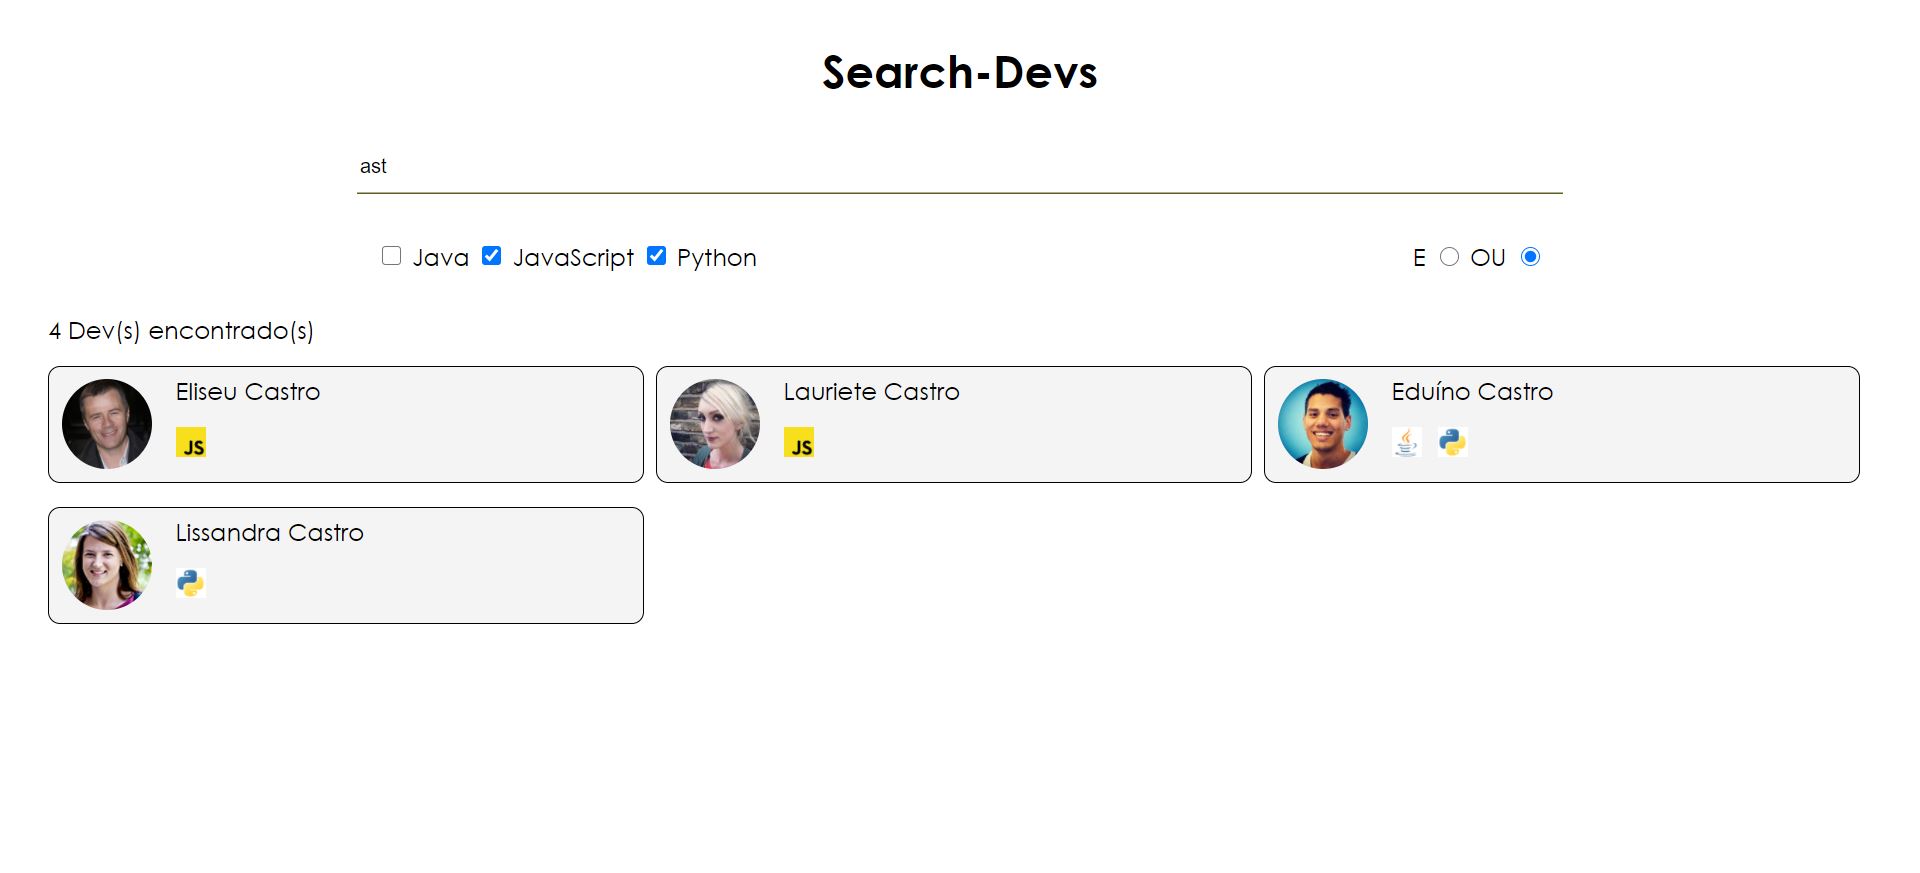 Search-Devs
ast
Java JavaScript Python E OU
4 Dev(s) encontrado(s)
Eliseu Castro
JS
Lauriete Castro
JS
Eduíno Castro
Lissandra Castro